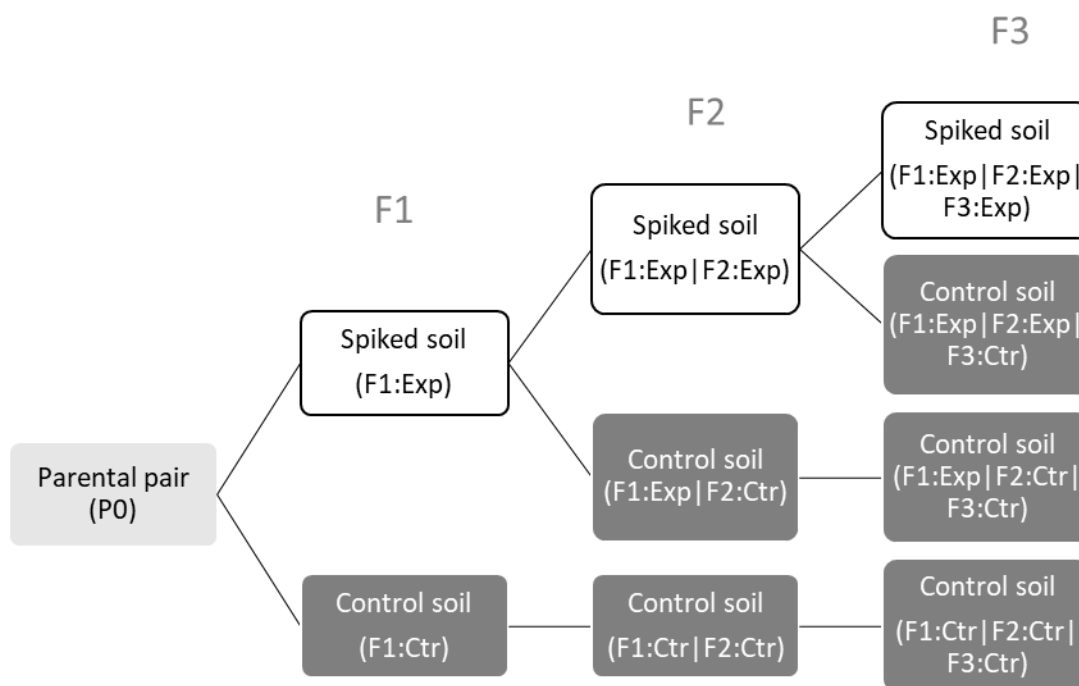 F3
F2
F1
Spiked soil
(F1:Exp|F2:Exp|
F3:Exp)
Spiked soil
(F1:Exp|F2:Exp)
Control soil
(F1:Exp|F2:Exp|
F3:Ctr)
Spiked soil
(F1:Exp)
Parental pair
(P0)
Control soil
(F1:Exp|F2:Ctr)
Control soil
(F1:Exp|F2:Ctr|
F3:Ctr)
Control soil
(F1:Ctr)
Control soil
(F1:Ctr|F2:Ctr)
Control soil
(F1:Ctr|F2:Ctr|
F3:Ctr)